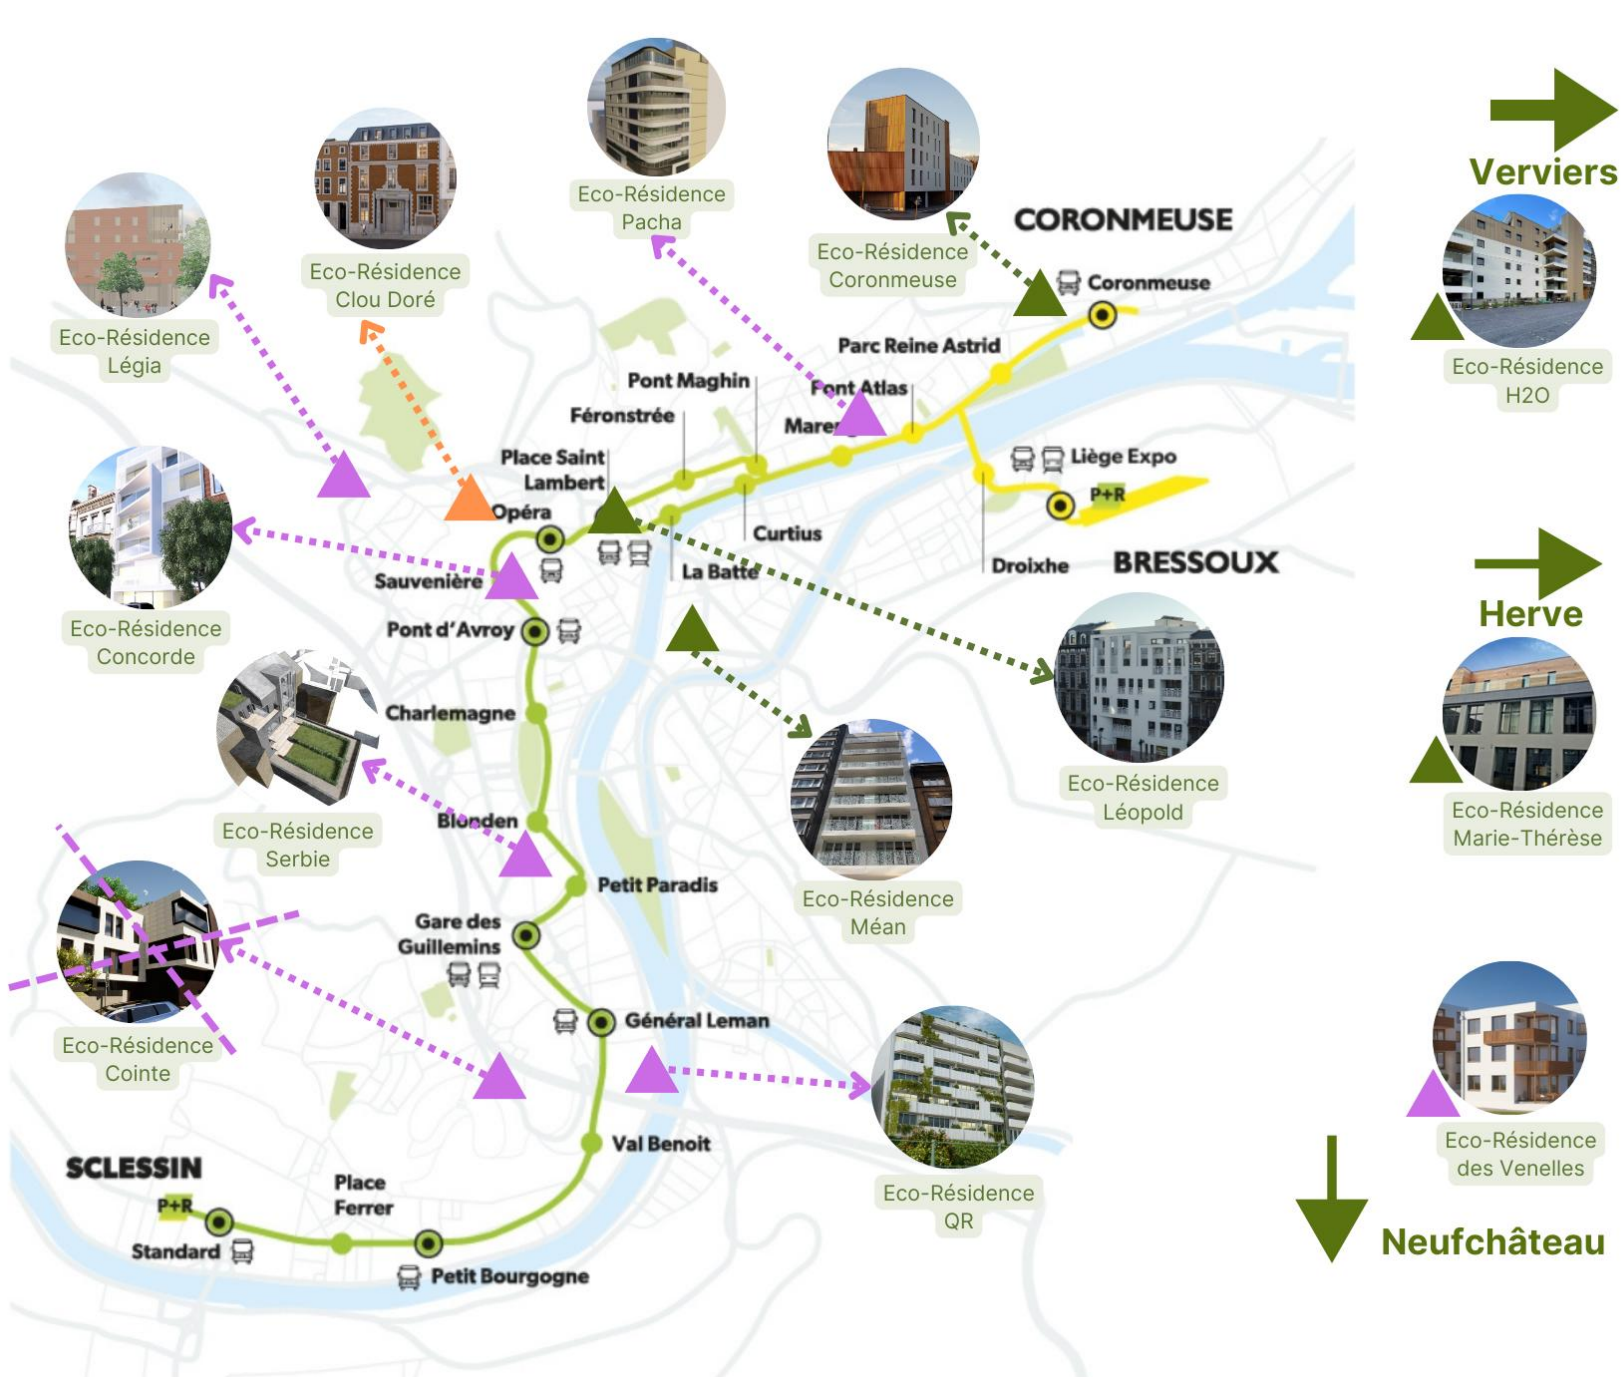 Eco-Résidence
Pacha
Eco-Résidence
Coronmeuse
CORONMEUSE
Verviers
Eco-Résidence
Clou Doré
Eco-Résidence
Légia
Coronmeuse
Parc Reine Astrid
Eco-Résidence
H2O
Pont Maghin
Pont Atlas
Féronstrée
Place Saint
Lambert
Liège Expo
P+R
Opéra
Curtius
Droixhe
BRESSOUX
La Batte
Sauvenière
Pont d'Avroy
Herve
Eco-Résidence
Concorde
Charlemagne
Eco-Résidence
Léopold
Eco-Résidence
Marie-Thérèse
Blonden
Eco-Résidence
Serbie
Petit Paradis
Eco-Résidence
Méan
Gare des
Guillemins
Général Leman
Eco-Résidence
Cointe
Val Benoit
Eco-Résidence
des Venelles
SCLESSIN
P+R
Standard
Place
Ferrer
Eco-Résidence
QR
Petit Bourgogne
Neufchâteau